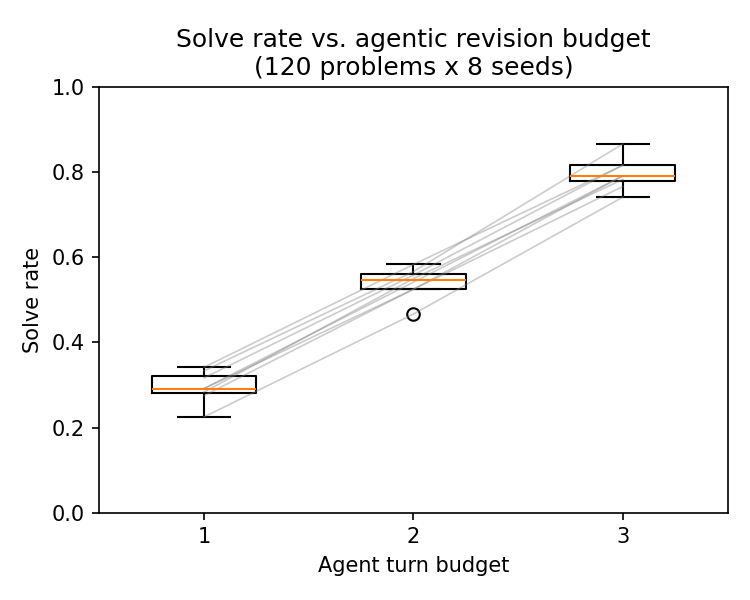 Solve rate vs. agentic revision budget
(120 problems x 8 seeds)
1.0
0.8
0.6
0.4
0.2
0.0
Solve rate
1
2
3
Agent turn budget